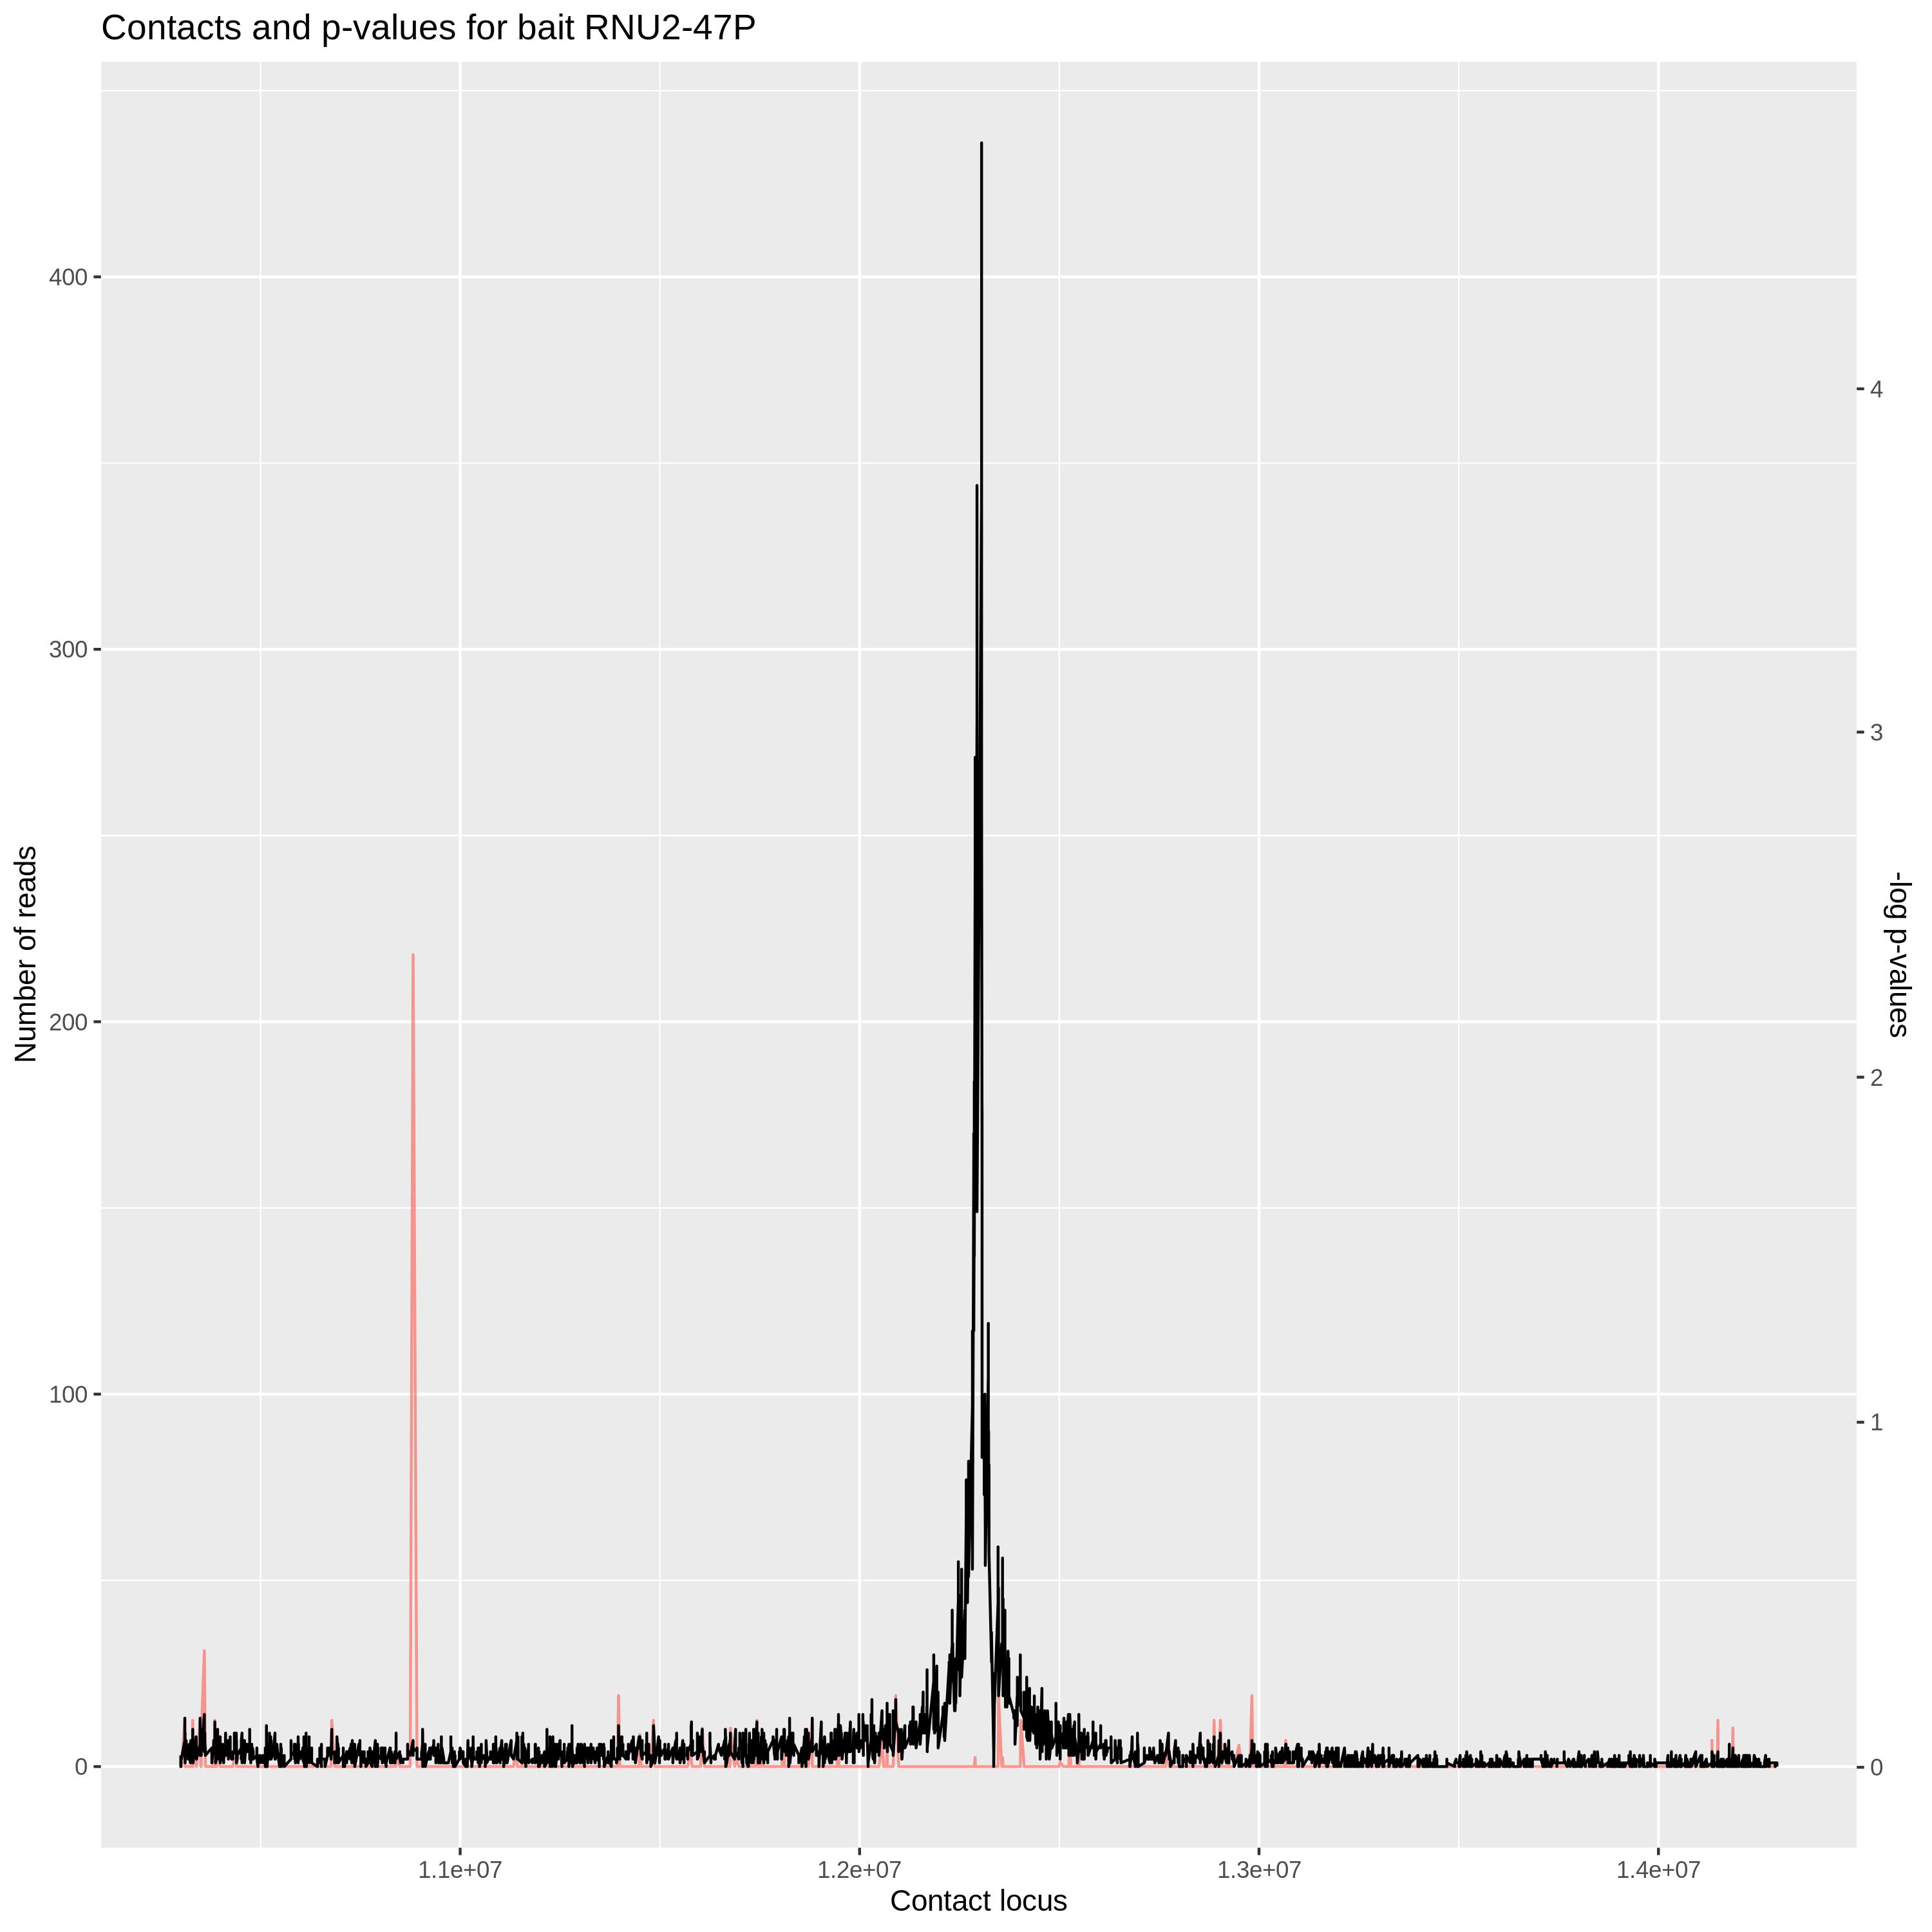 Contacts and p-values for bait RNU2-47P
400
300
200
100
0
Number of reads
4
3
2
1
0
-log p-values
1.1e+07
1.2e+07
1.3e+07
1.4e+07
Contact locus